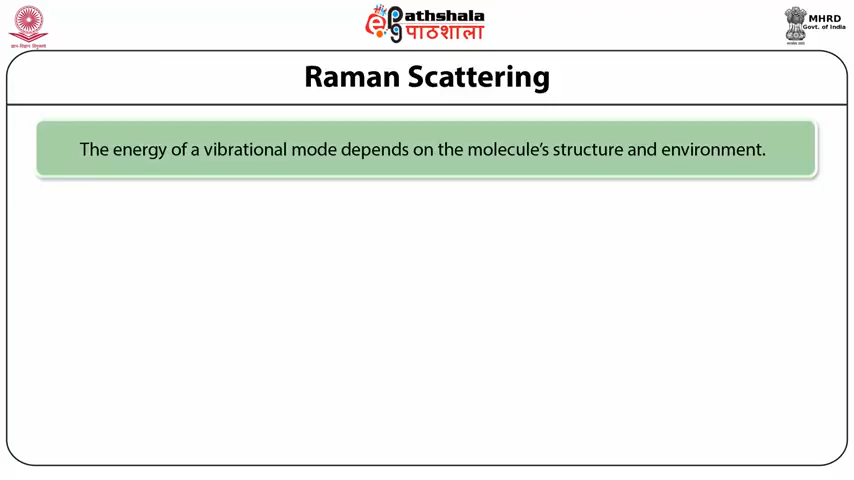 ePathshala
पाठशाला
MHRD
Govt. of India
Raman Scattering
The energy of a vibrational mode depends on the molecule's structure and environment.